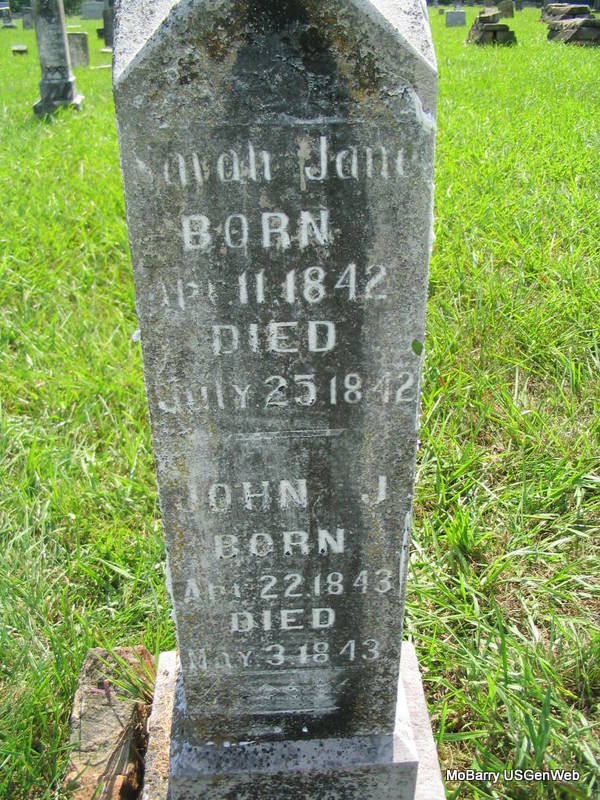 Sarah Jane
BORN
Apr 11, 1842
DIED
July 25 1842
JOHN J
BORN
Apr 22, 1843
DIED
May 3, 1843
MoBarry USGenWeb